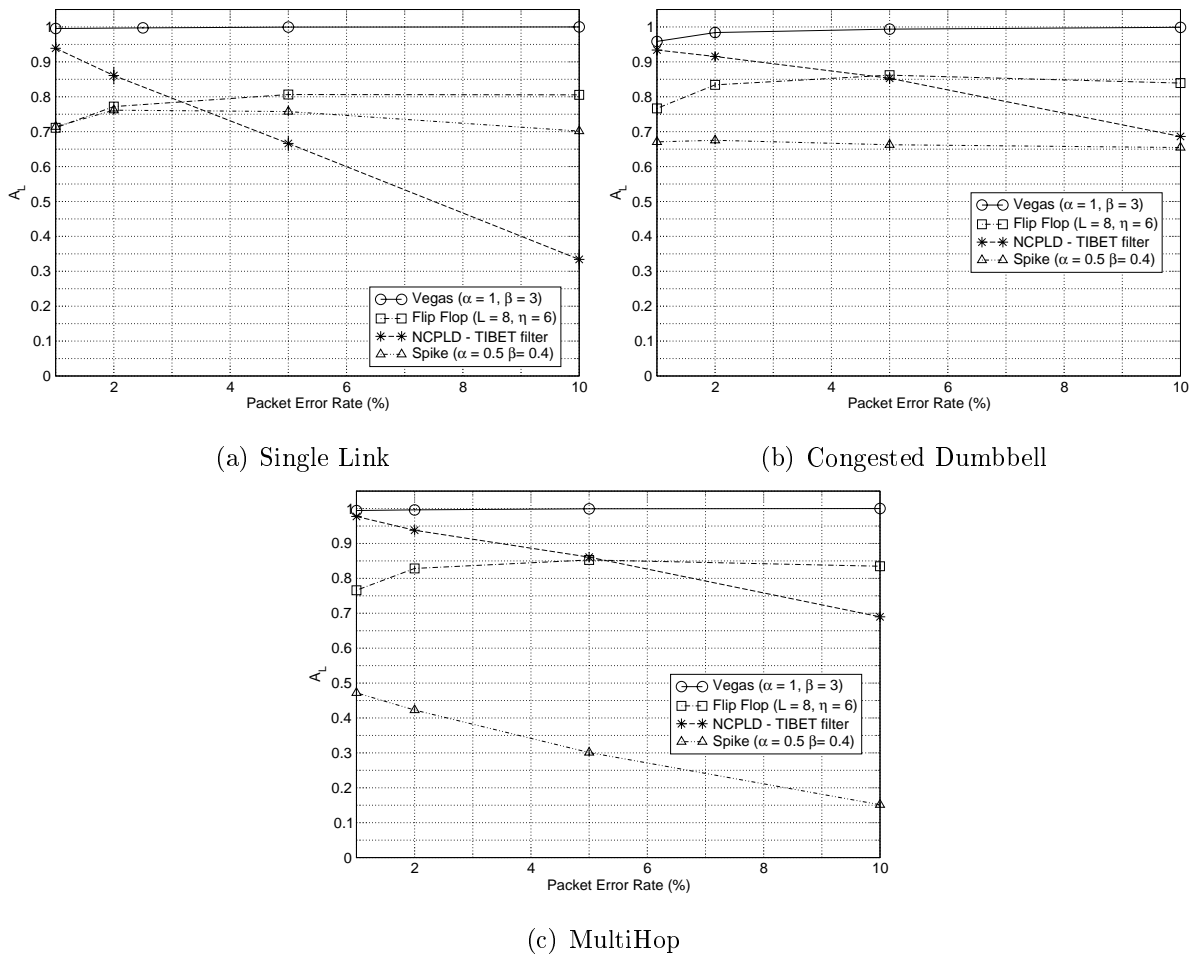 1
0.9
0.8
0.7
0.6
0.5
0.4
0.3
0.2
0.1
0
A_L
2 4 6 8 10
Packet Error Rate (%)
Vegas (α = 1, β = 3)
Flip Flop (L = 8, η = 6)
NCPLD - TIBET filter
Spike (α = 0.5 β= 0.4)
(a) Single Link
1
0.9
0.8
0.7
0.6
0.5
0.4
0.3
0.2
0.1
0
A_L
2 4 6 8 10
Packet Error Rate (%)
Vegas (α = 1, β = 3)
Flip Flop (L = 8, η = 6)
NCPLD - TIBET filter
Spike (α = 0.5 β= 0.4)
(b) Congested Dumbbell
1
0.9
0.8
0.7
0.6
0.5
0.4
0.3
0.2
0.1
0
A_L
2 4 6 8 10
Packet Error Rate (%)
Vegas (α = 1, β = 3)
Flip Flop (L = 8, η = 6)
NCPLD - TIBET filter
Spike (α = 0.5 β= 0.4)
(c) MultiHop